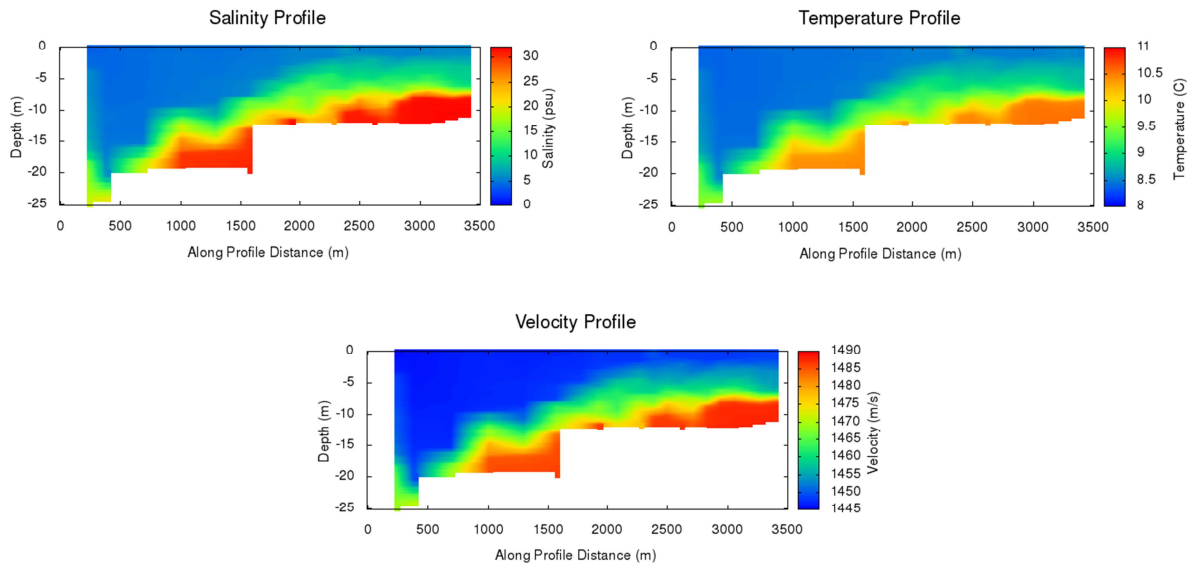 Salinity Profile
0
-5
-10
-15
-20
-25
Depth (m)
0 500 1000 1500 2000 2500 3000 3500
Along Profile Distance (m)
30
25
20
15
10
5
0
Salinity (psu)
Temperature Profile
0
-5
-10
-15
-20
-25
Depth (m)
0 500 1000 1500 2000 2500 3000 3500
Along Profile Distance (m)
11
10.5
10
9.5
9
8.5
8
Temperature (C)
Velocity Profile
0
-5
-10
-15
-20
-25
Depth (m)
0 500 1000 1500 2000 2500 3000 3500
Along Profile Distance (m)
1490
1485
1480
1475
1470
1465
1460
1455
1450
1445
Velocity (m/s)